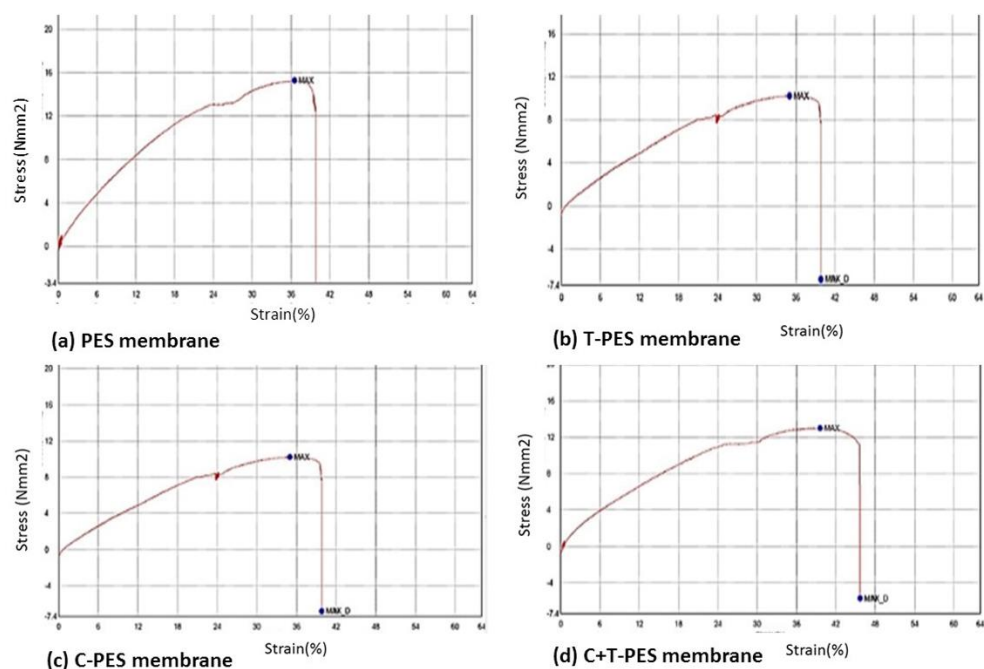 Stress (Nmm2)
20
16
12
8
4
0
-3.4
MAX
0 6 12 18 24 30 36 42 48 54 60 64
Strain(%)
(a) PES membrane
Stress (Nmm2)
16
12
8
4
0
-4
-7.4
MAX
MIN_D
0 6 12 18 24 30 36 42 48 54 60 64
Strain(%)
(b) T-PES membrane
Stress (Nmm2)
20
16
12
8
4
0
-4
-7.4
MAX
MIN_D
0 6 12 18 24 30 36 42 48 54 60 64
Strain(%)
(c) C-PES membrane
Stress (Nmm2)
20
16
12
8
4
0
-4
-7.4
MAX
MIN_D
0 6 12 18 24 30 36 42 48 54 60 64
Strain(%)
(d) C+T-PES membrane